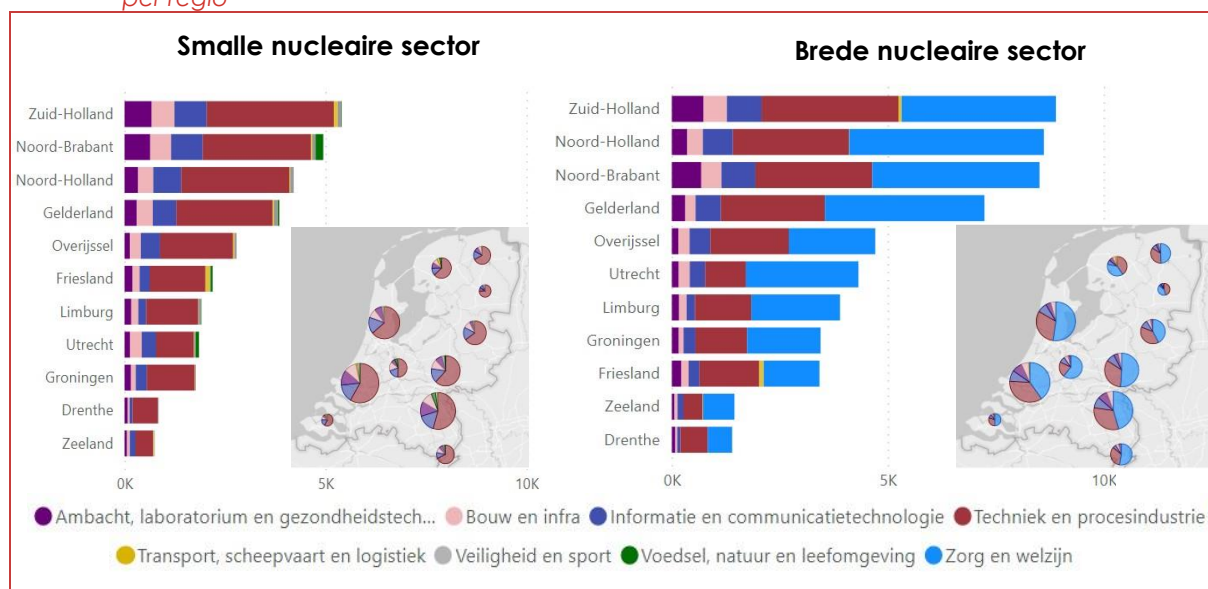 per regio
Smalle nucleaire sector
Zuid-Holland
Noord-Brabant
Noord-Holland
Gelderland
Overijssel
Friesland
Limburg
Utrecht
Groningen
Drenthe
Zeeland
0K 5K 10K
Brede nucleaire sector
Zuid-Holland
Noord-Holland
Noord-Brabant
Gelderland
Overijssel
Utrecht
Limburg
Groningen
Friesland
Zeeland
Drenthe
0K 5K 10K
Ambacht, laboratorium en gezondheidstech... Bouw en infra Informatie en communicatietechnologie Techniek en procesindustrie
Transport, scheepvaart en logistiek Veiligheid en sport Voedsel, natuur en leefomgeving Zorg en welzijn